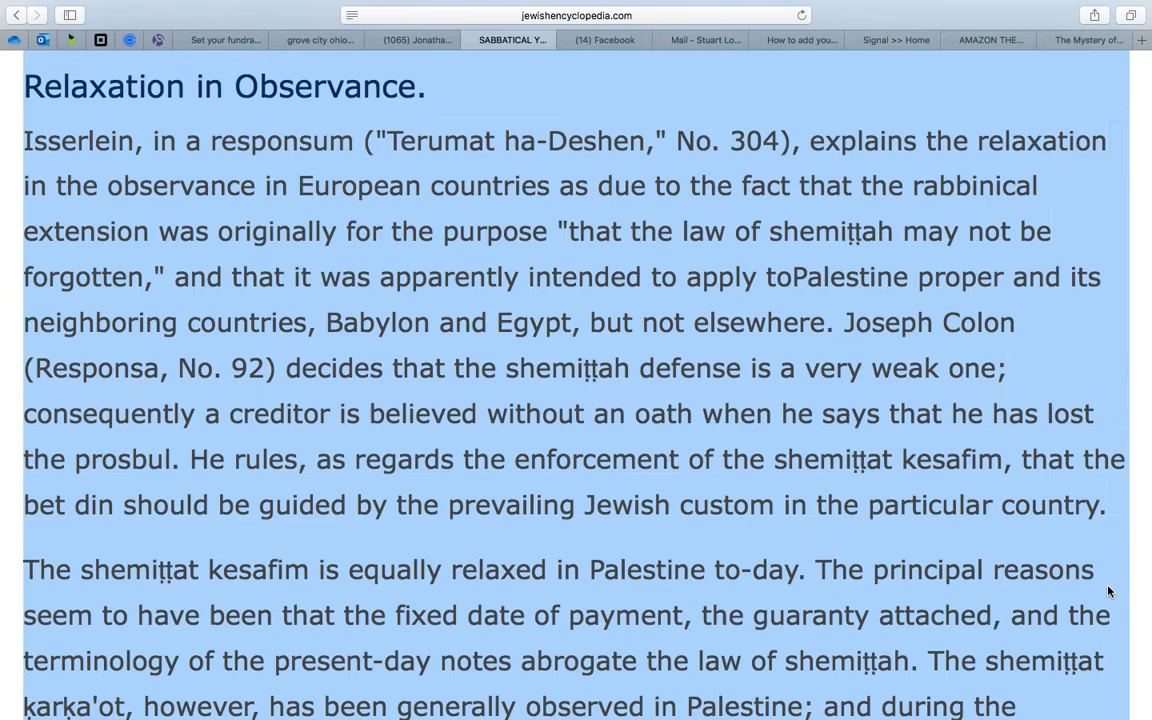 jewishencyclopedia.com
Set your fundra...
grove city ohio...
(1065) Jonatha...
SABBATICAL Y...
(14) Facebook
Mail - Stuart Lo...
How to add you...
Signal >> Home
AMAZON THE...
The Mystery of...
Relaxation in Observance.
Isserlein, in a responsum ("Terumat ha-Deshen," No. 304), explains the relaxation
in the observance in European countries as due to the fact that the rabbinical
extension was originally for the purpose "that the law of shemiṭṭah may not be
forgotten," and that it was apparently intended to apply toPalestine proper and its
neighboring countries, Babylon and Egypt, but not elsewhere. Joseph Colon
(Responsa, No. 92) decides that the shemiṭṭah defense is a very weak one;
consequently a creditor is believed without an oath when he says that he has lost
the prosbul. He rules, as regards the enforcement of the shemiṭṭat kesafim, that the
bet din should be guided by the prevailing Jewish custom in the particular country.
The shemiṭṭat kesafim is equally relaxed in Palestine to-day. The principal reasons
seem to have been that the fixed date of payment, the guaranty attached, and the
terminology of the present-day notes abrogate the law of shemiṭṭah. The shemiṭṭat
ḳarḳa'ot, however, has been generally observed in Palestine; and during the